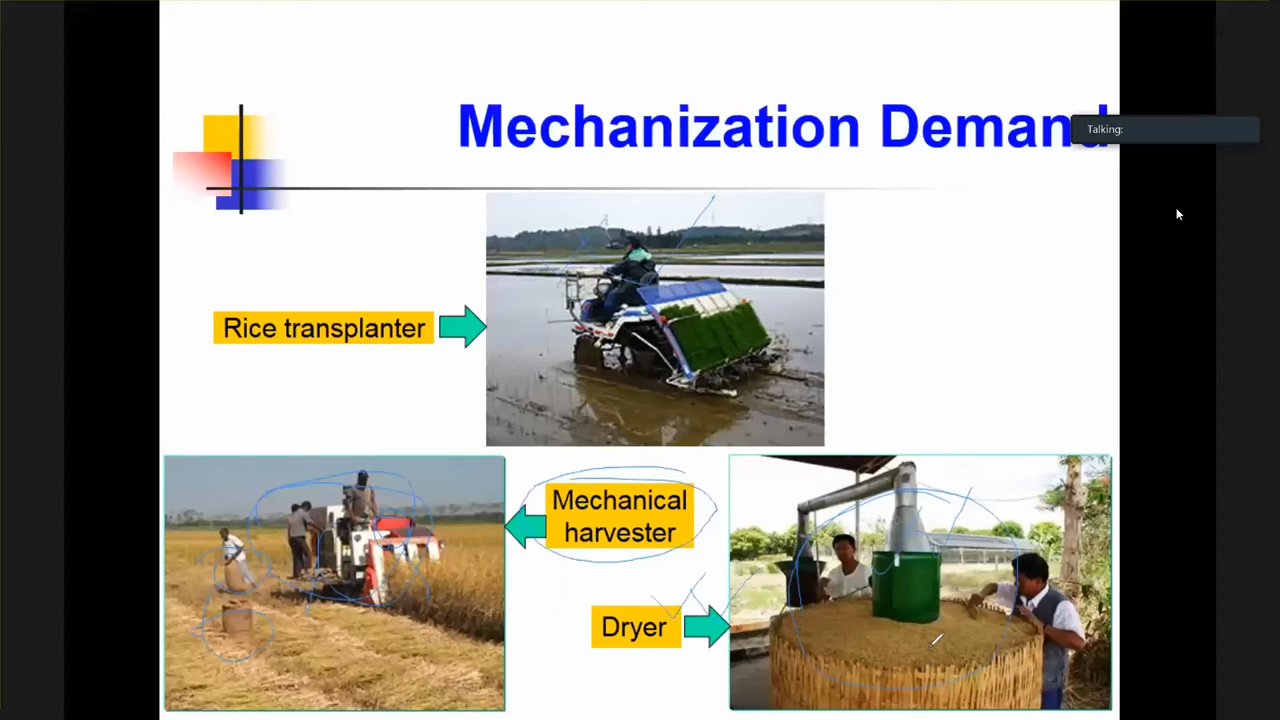 Mechanization Demand
Talking:
Rice transplanter
Mechanical
harvester
Dryer